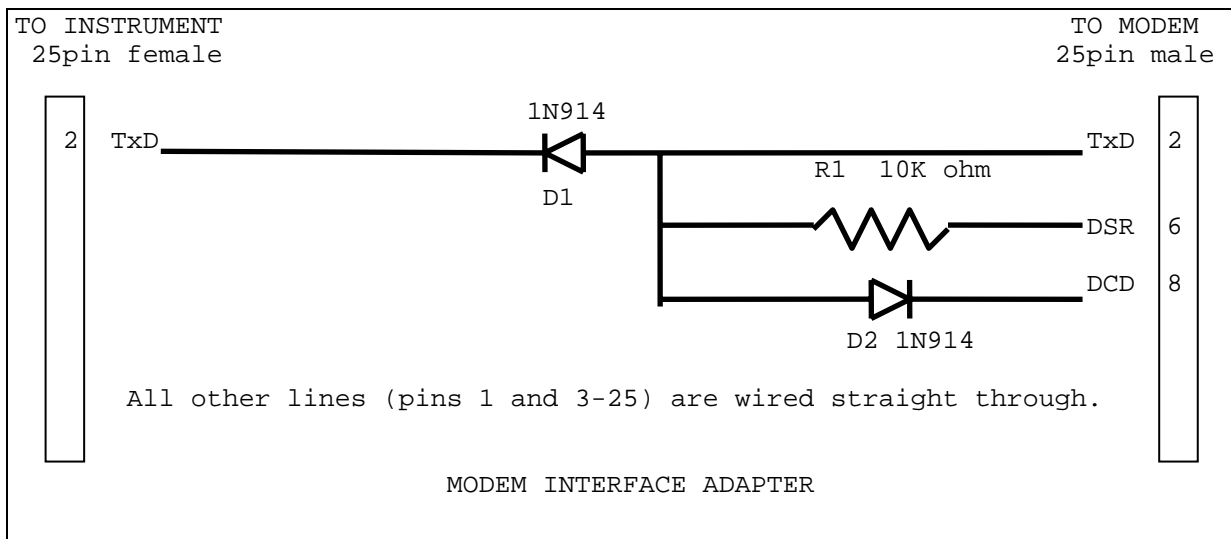 TO INSTRUMENT
25pin female
TO MODEM
25pin male
1N914
2 TxD
TxD 2
D1
R1 10K ohm
DSR 6
DCD 8
D2 1N914
All other lines (pins 1 and 3-25) are wired straight through.
MODEM INTERFACE ADAPTER